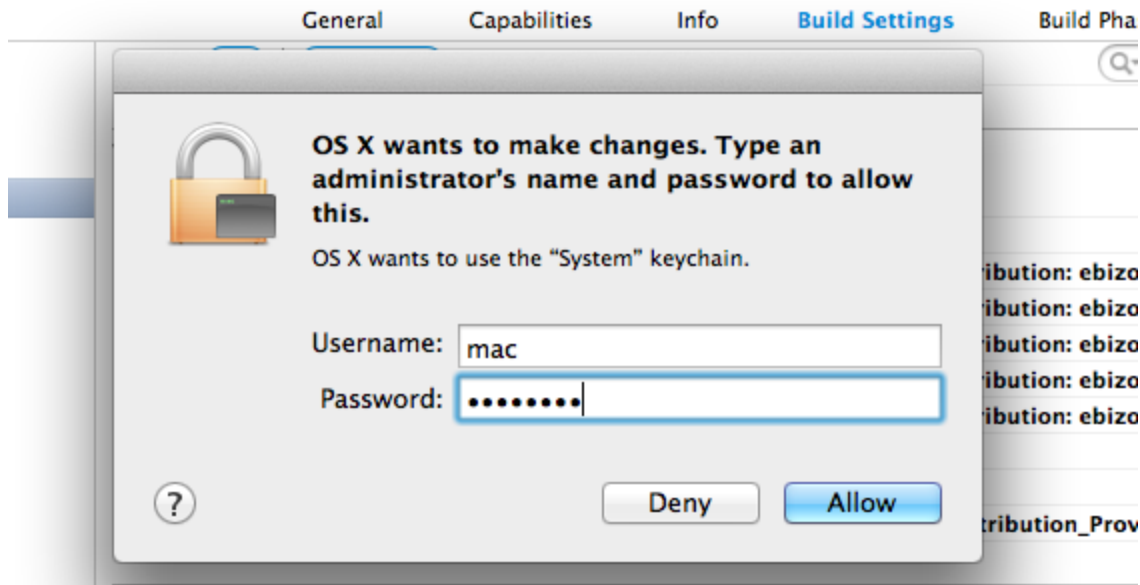 General Capabilities Info Build Settings Build Pha
OS X wants to make changes. Type an
administrator's name and password to allow
this.
OS X wants to use the “System” keychain.
ribution: ebizo
ribution: ebizo
Username: mac
ribution: ebizo
Password: ••••••••
ribution: ebizo
ribution: ebizo
? Deny Allow
tribution_Prov